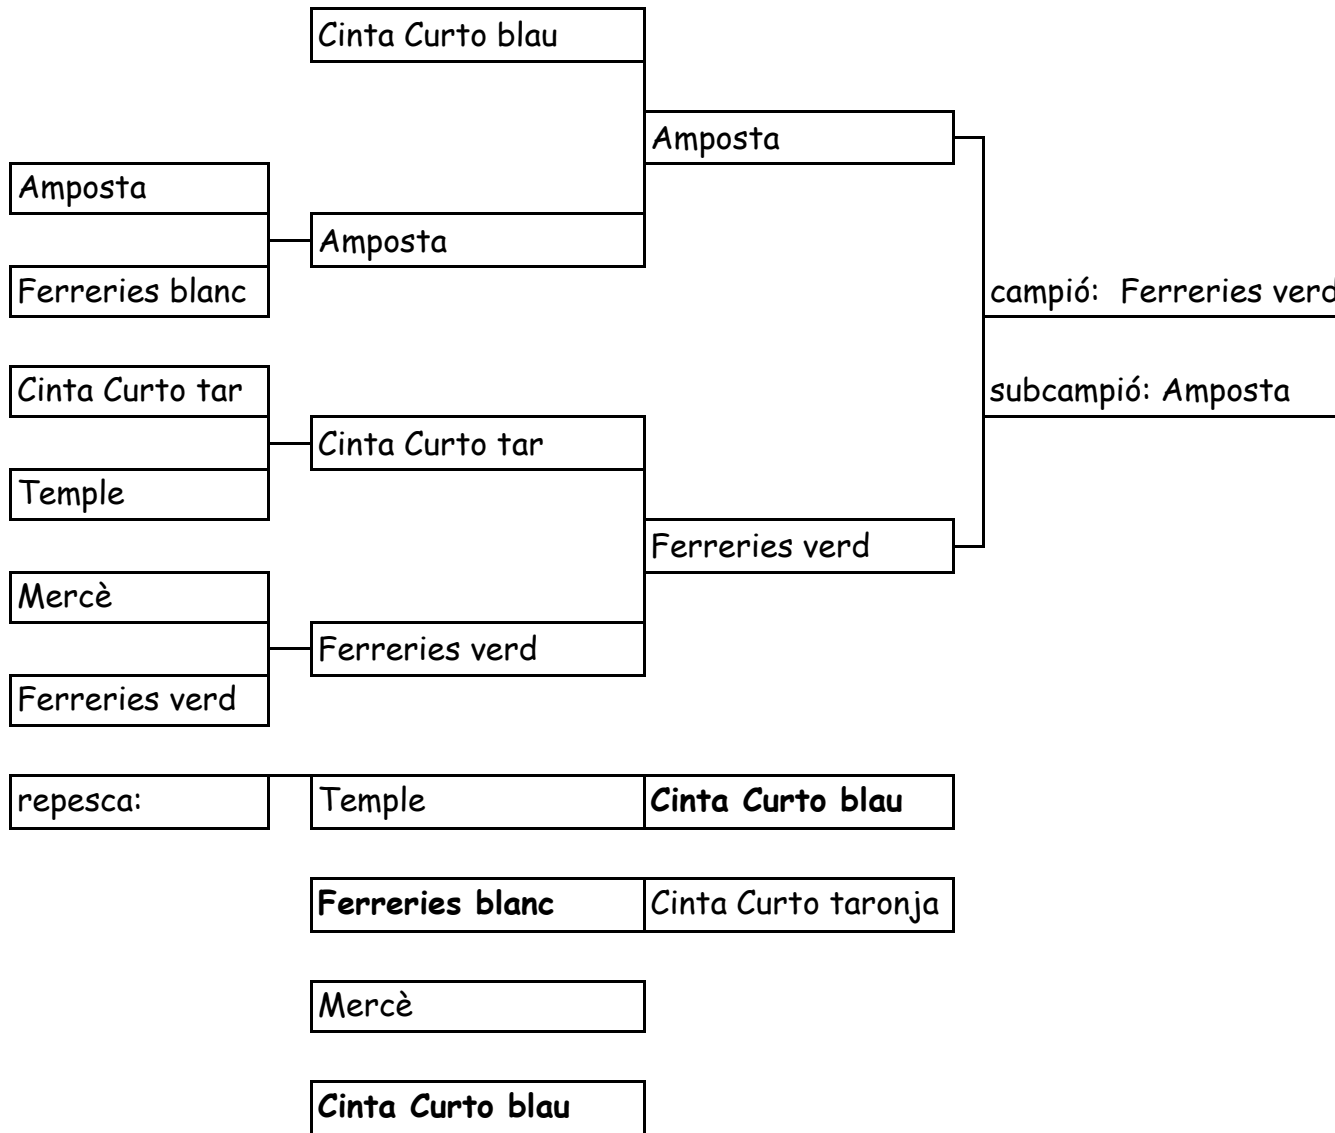 Cinta Curto blau
Amposta
Amposta
Amposta
Ferreries blanc
campió: Ferreries verd
Cinta Curto tar
subcampió: Amposta
Cinta Curto tar
Temple
Ferreries verd
Mercè
Ferreries verd
Ferreries verd
repesca: Temple Cinta Curto blau
Ferreries blanc Cinta Curto taronja
Mercè
Cinta Curto blau